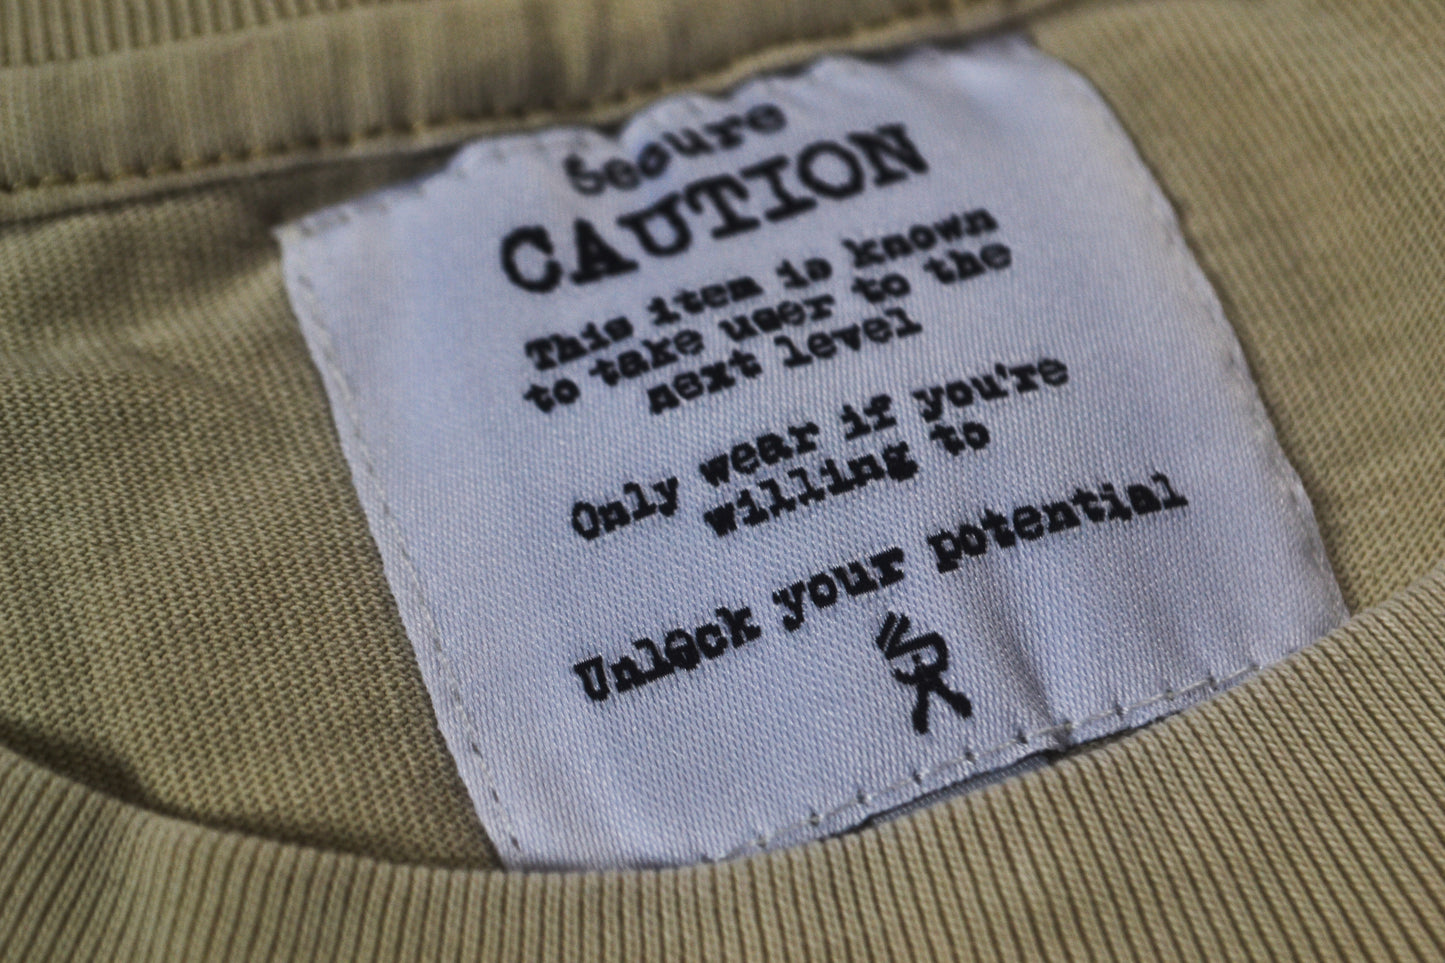 Secure
CAUTION
This item is known
to take user to the
next level
Only wear if you're
willing to
Unlock your potential